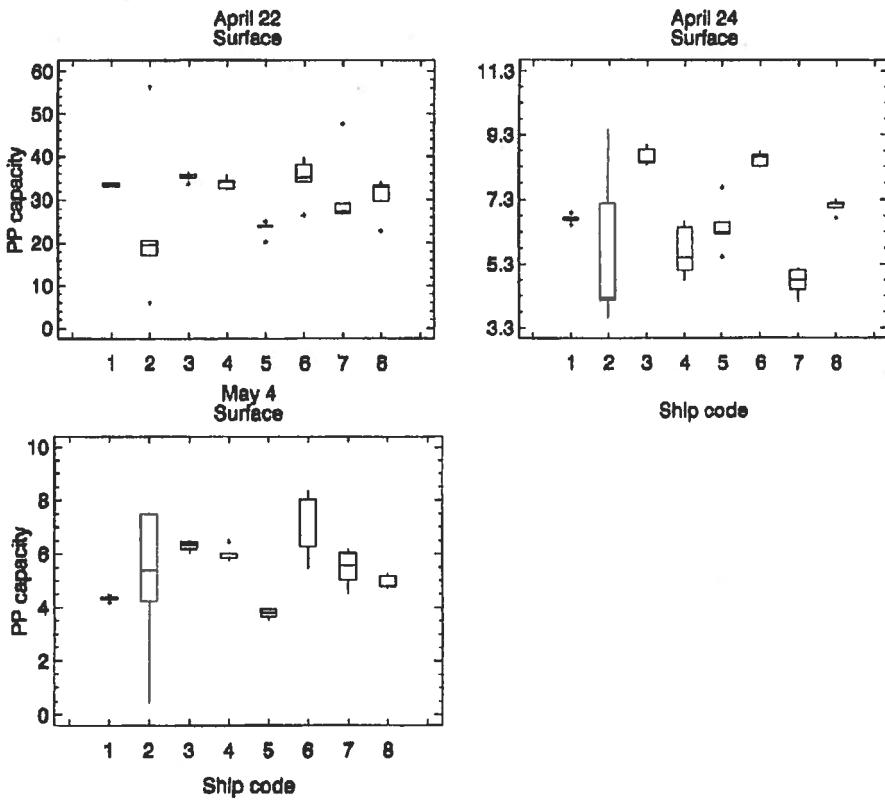 April 22
Surface
PP capacity
60
50
40
30
20
10
0
1 2 3 4 5 6 7 8
April 24
Surface
11.3
9.3
7.3
5.3
3.3
1 2 3 4 5 6 7 8
Ship code
May 4
Surface
PP capacity
10
8
6
4
2
0
1 2 3 4 5 6 7 8
Ship code